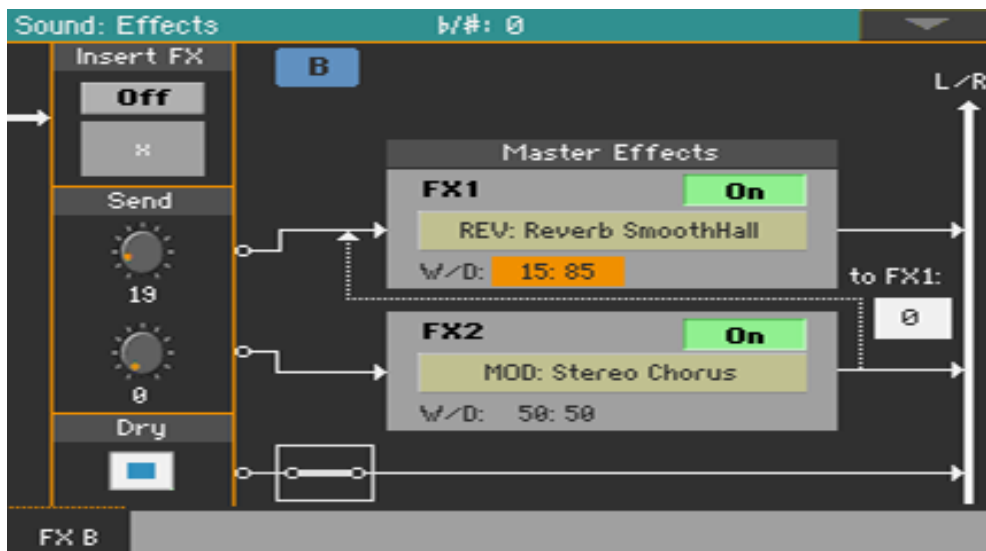 Sound: Effects
♭/#: 0
Insert FX
Off
x
B
L/R
Master Effects
FX1
On
REV: Reverb SmoothHall
W/D: 15: 85
Send
19
to FX1:
0
FX2
On
MOD: Stereo Chorus
W/D: 50: 50
0
Dry
FX B